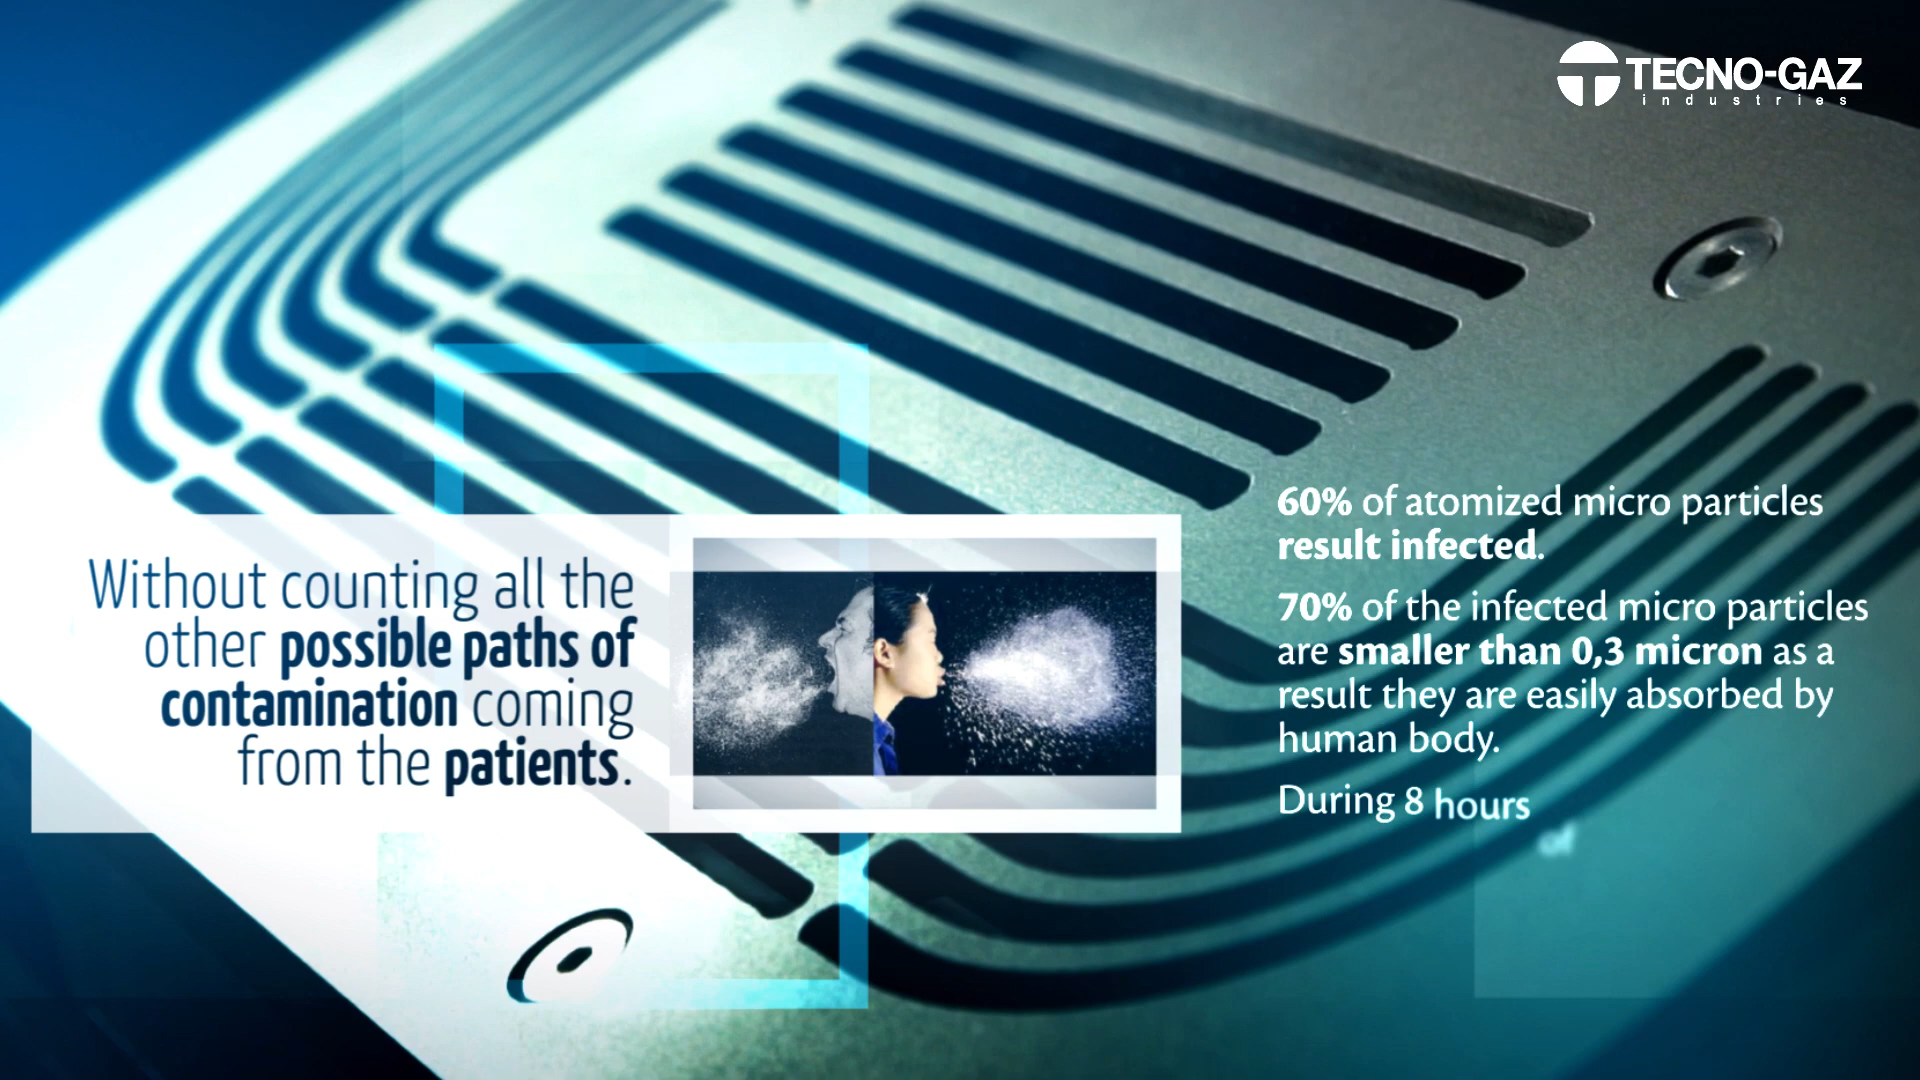 TECNO-GAZ
industries
Without counting all the
other possible paths of
contamination coming
from the patients.
60% of atomized micro particles
result infected.
70% of the infected micro particles
are smaller than 0,3 micron as a
result they are easily absorbed by
human body.
During 8 hours
of